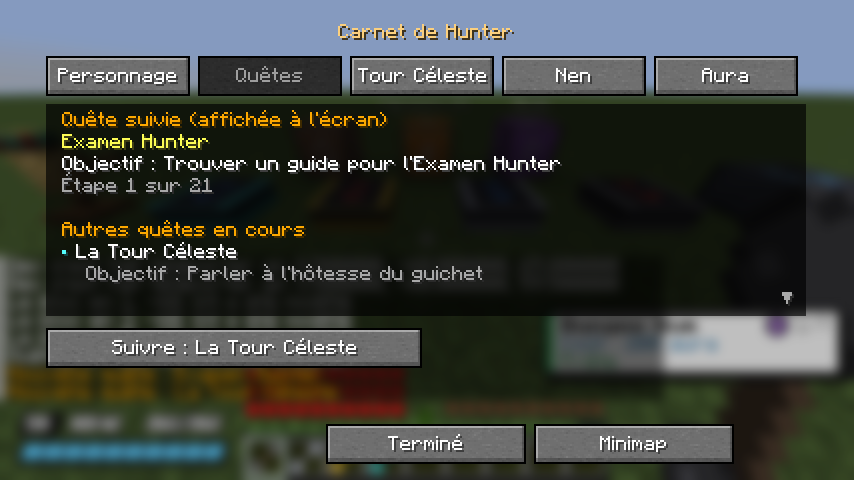 Carnet de Hunter
Personnage
Quêtes
Tour Céleste
Nen
Aura
Quête suivie (affichée à l'écran)
Examen Hunter
Objectif : Trouver un guide pour l'Examen Hunter
Étape 1 sur 21
Autres quêtes en cours
▪ La Tour Céleste
Objectif : Parler à l'hôtesse du guichet
Suivre : La Tour Céleste
Terminé
Minimap